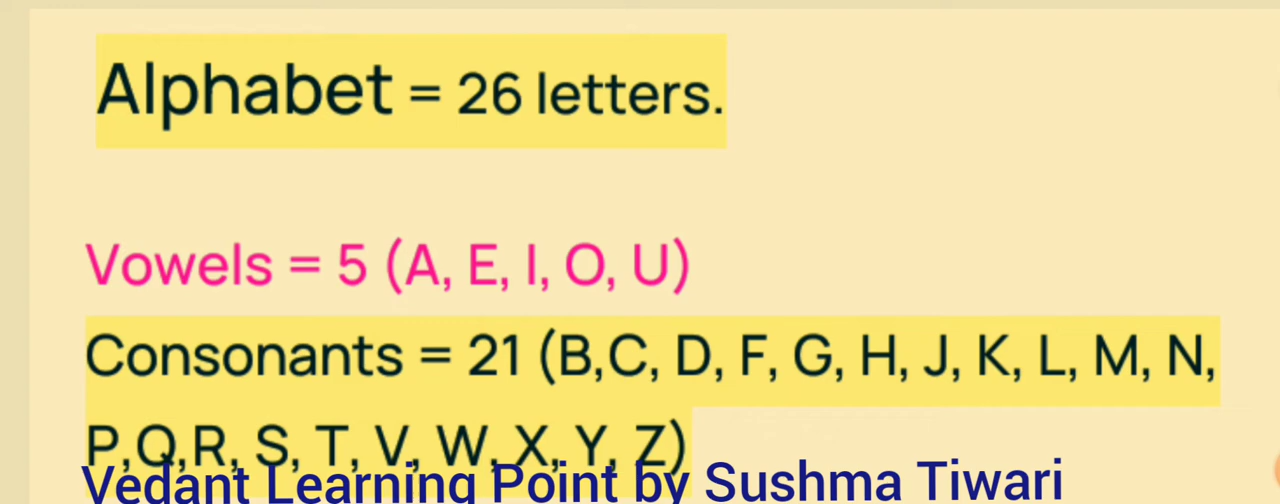 Alphabet = 26 letters.
Vowels = 5 (A, E, I, O, U)
Consonants = 21 (B,C, D, F, G, H, J, K, L, M, N,
P,Q,R, S, T, V, W, X, Y, Z)
Vedant Learning Point by Sushma Tiwari